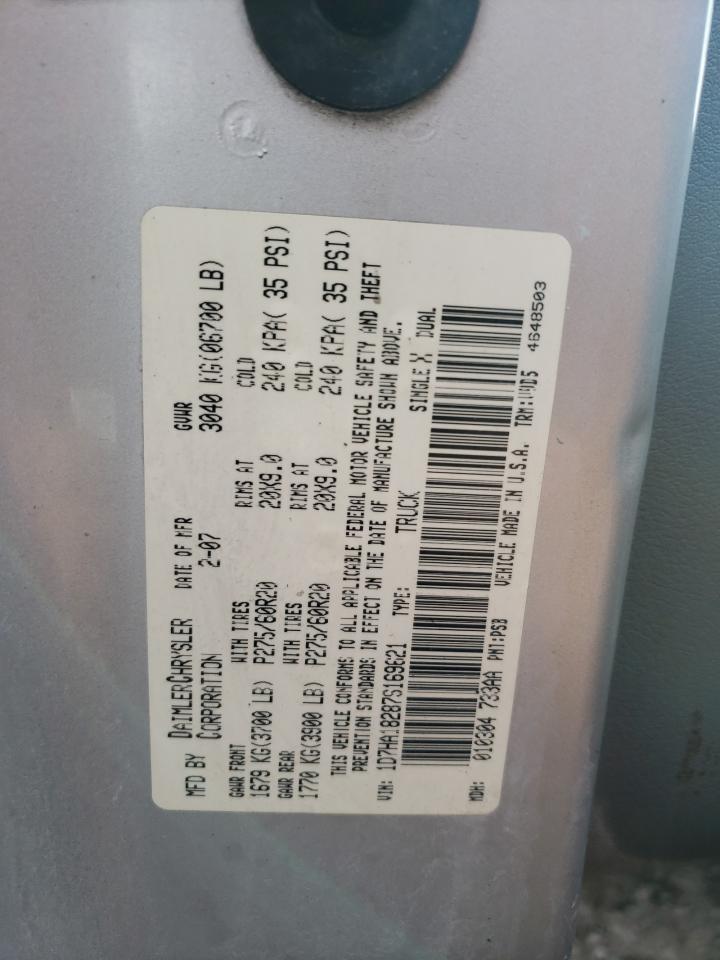 MFD BY DAIMLERCHRYSLER CORPORATION DATE OF MFR 2-07 GVWR 3040 KG(06700 LB)
GAWR FRONT WITH TIRES RIMS AT COLD
1679 KG(3700 LB) P275/60R20 20X9.0 240 KPA( 35 PSI)
GAWR REAR WITH TIRES RIMS AT COLD
1770 KG(3900 LB) P275/60R20 20X9.0 240 KPA( 35 PSI)
THIS VEHICLE CONFORMS TO ALL APPLICABLE FEDERAL MOTOR VEHICLE SAFETY AND THEFT
PREVENTION STANDARDS IN EFFECT ON THE DATE OF MANUFACTURE SHOWN ABOVE.
VIN: 1D7HA18287S169621 TYPE: TRUCK SINGLE X DUAL
MDH: 010304 733AA PNT:PSB VEHICLE MADE IN U.S.A. 4648503